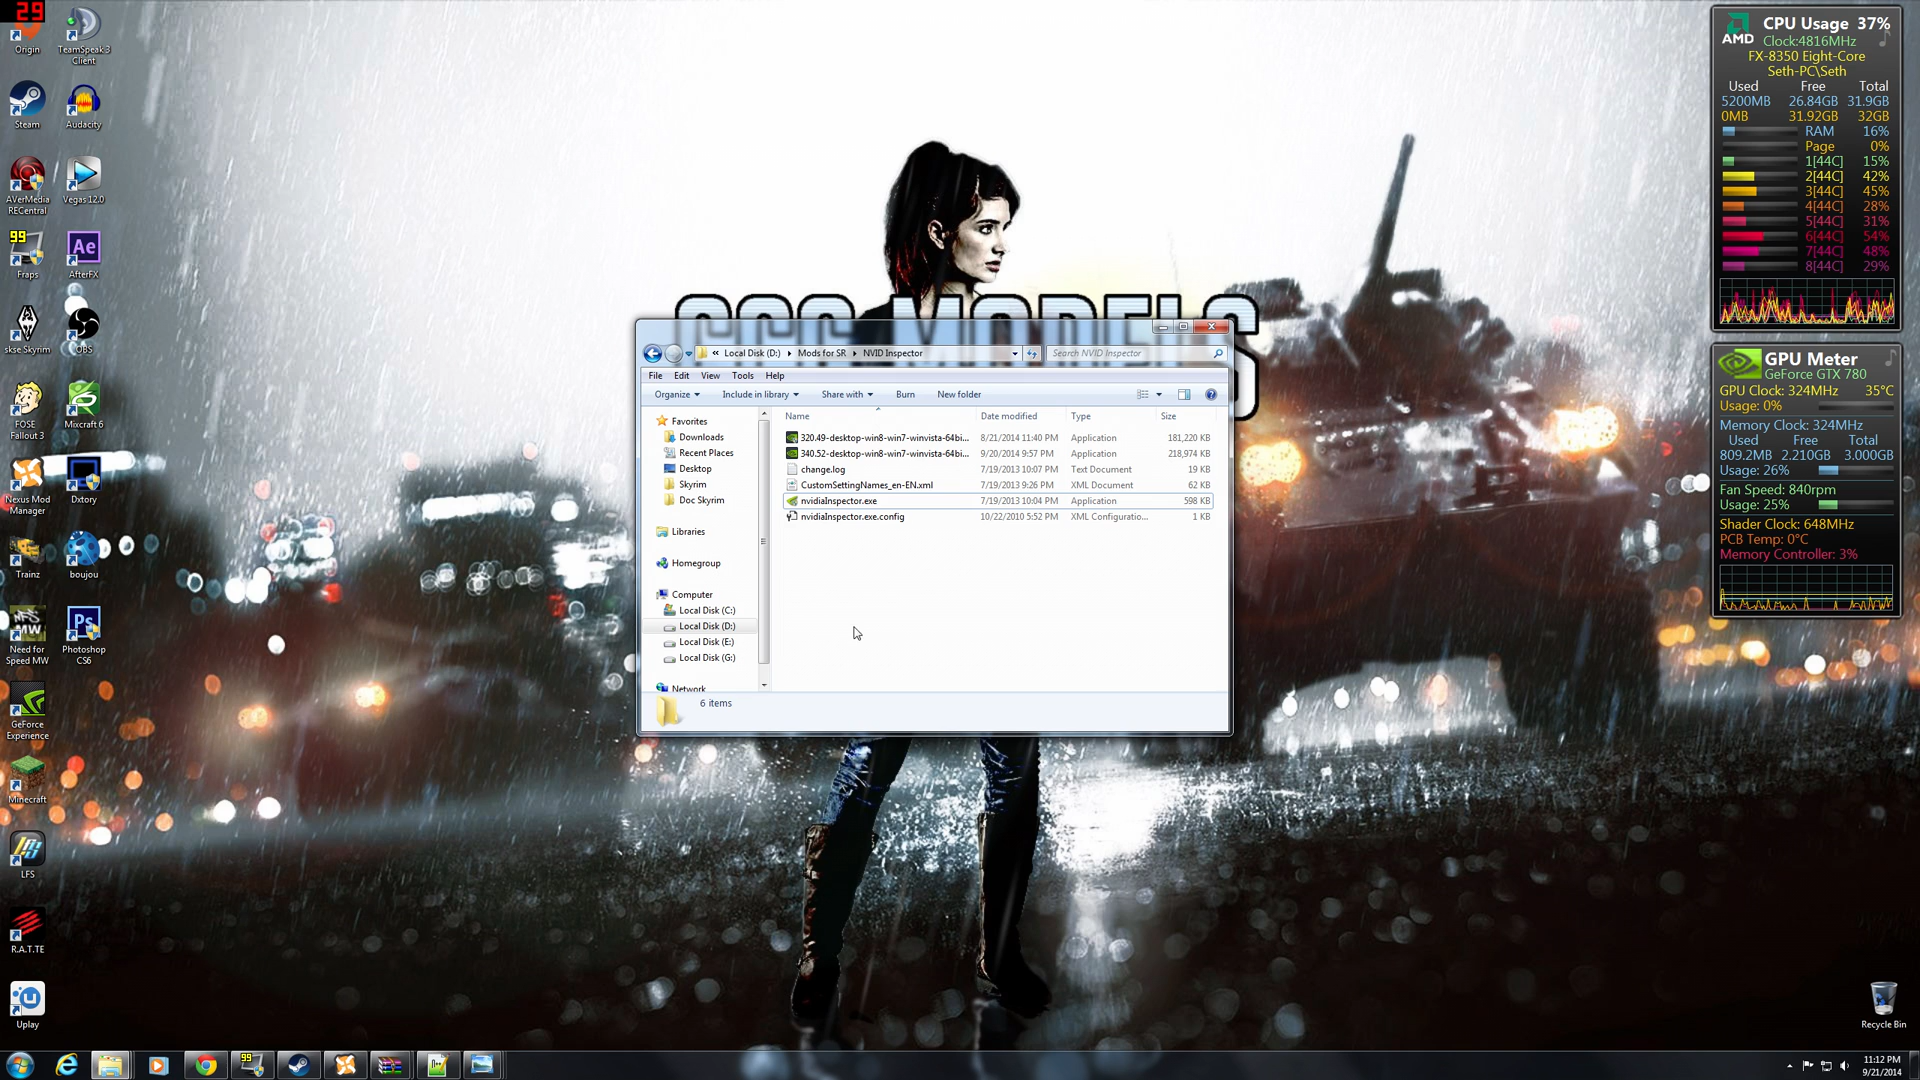 29
Origin
TeamSpeak 3 Client
Steam
Audacity
AVerMedia RECentral
Vegas 12.0
99
Fraps
Ae
AfterFX
skse Skyrim
OBS
FOSE Fallout 3
Mixcraft 6
Nexus Mod Manager
Dxtory
Trainz
boujou
NFS MW
Need for Speed MW
Ps
Photoshop CS6
GeForce Experience
Minecraft
LFS
R.A.T.TE
Uplay
MODELS
« Local Disk (D:) Mods for SR NVID Inspector
Search NVID Inspector
File Edit View Tools Help
Organize Include in library Share with Burn New folder
Favorites
Downloads
Recent Places
Desktop
Skyrim
Doc Skyrim
Libraries
Homegroup
Computer
Local Disk (C:)
Local Disk (D:)
Local Disk (E:)
Local Disk (G:)
Network
Name Date modified Type Size
320.49-desktop-win8-win7-winvista-64bi... 8/21/2014 11:40 PM Application 181,220 KB
340.52-desktop-win8-win7-winvista-64bi... 9/20/2014 9:57 PM Application 218,974 KB
change.log 7/19/2013 10:07 PM Text Document 19 KB
CustomSettingNames_en-EN.xml 7/19/2013 9:26 PM XML Document 62 KB
nvidiaInspector.exe 7/19/2013 10:04 PM Application 598 KB
nvidiaInspector.exe.config 10/22/2010 5:52 PM XML Configuratio... 1 KB
6 items
AMD
CPU Usage 37%
Clock:4816MHz
FX-8350 Eight-Core
Seth-PC\Seth
Used Free Total
5200MB 26.84GB 31.9GB
0MB 31.92GB 32GB
RAM 16%
Page 0%
1[44C] 15%
2[44C] 42%
3[44C] 45%
4[44C] 28%
5[44C] 31%
6[44C] 54%
7[44C] 48%
8[44C] 29%
GPU Meter
GeForce GTX 780
GPU Clock: 324MHz 35°C
Usage: 0%
Memory Clock: 324MHz
Used Free Total
809.2MB 2.210GB 3.000GB
Usage: 26%
Fan Speed: 840rpm
Usage: 25%
Shader Clock: 648MHz
PCB Temp: 0°C
Memory Controller: 3%
Recycle Bin
99
11:12 PM
9/21/2014